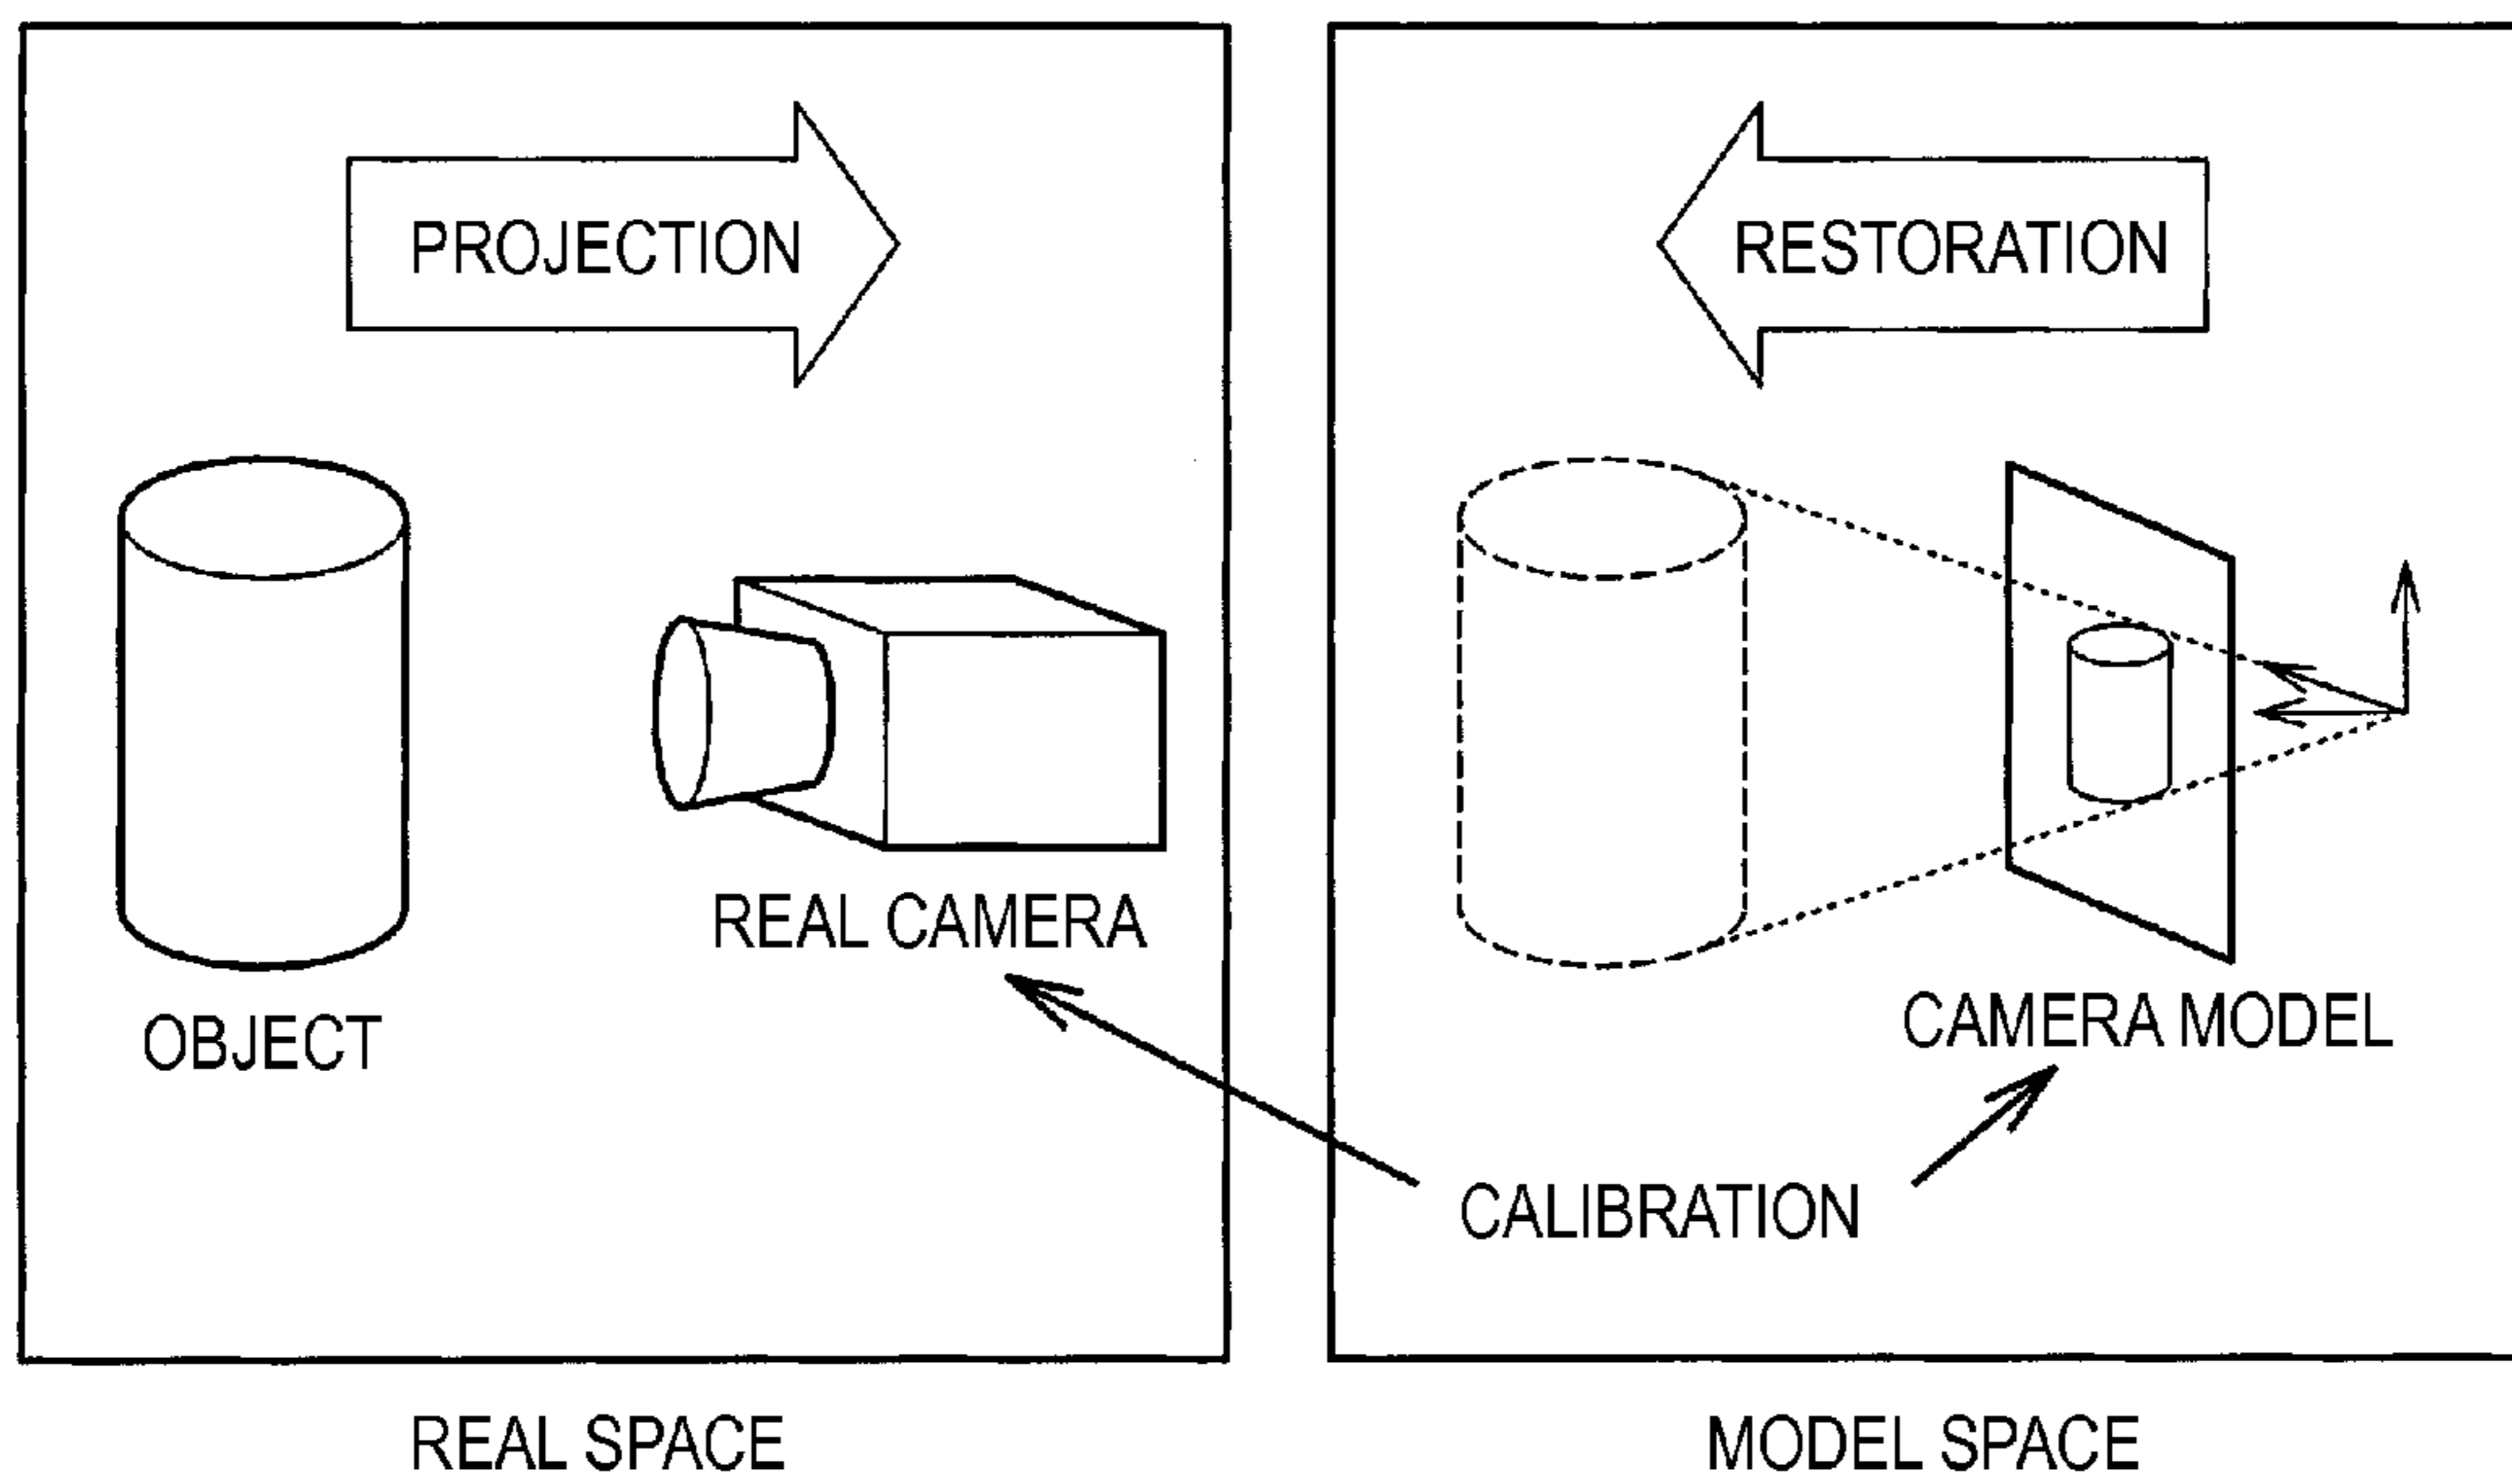 PROJECTION
RESTORATION
REAL CAMERA
OBJECT
CAMERA MODEL
CALIBRATION
REAL SPACE
MODEL SPACE